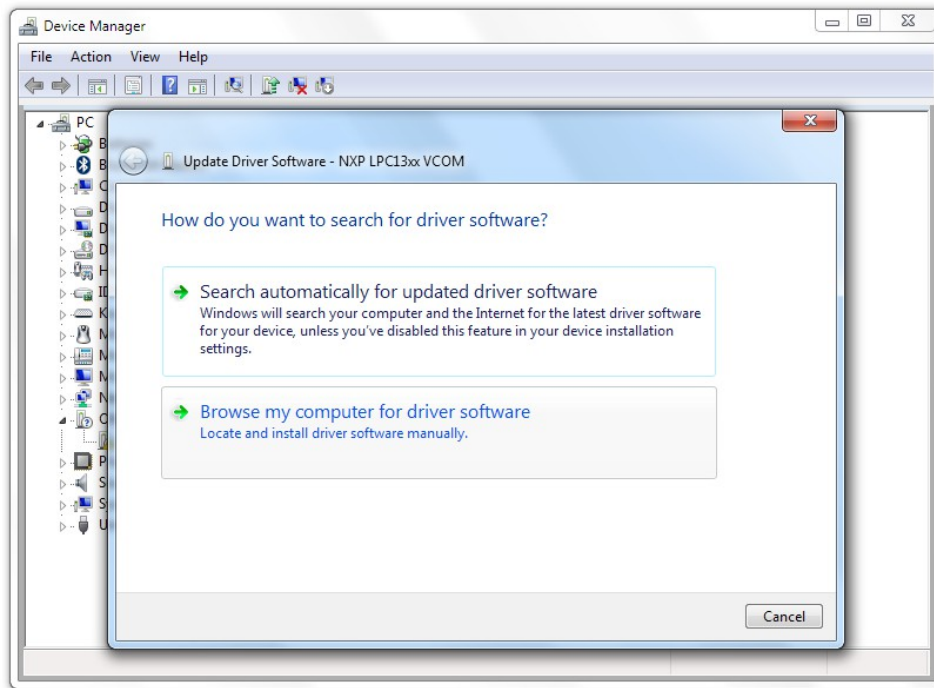 Device Manager
File Action View Help
PC
Update Driver Software - NXP LPC13xx VCOM
How do you want to search for driver software?
Search automatically for updated driver software
Windows will search your computer and the Internet for the latest driver software
for your device, unless you've disabled this feature in your device installation
settings.
Browse my computer for driver software
Locate and install driver software manually.
Cancel